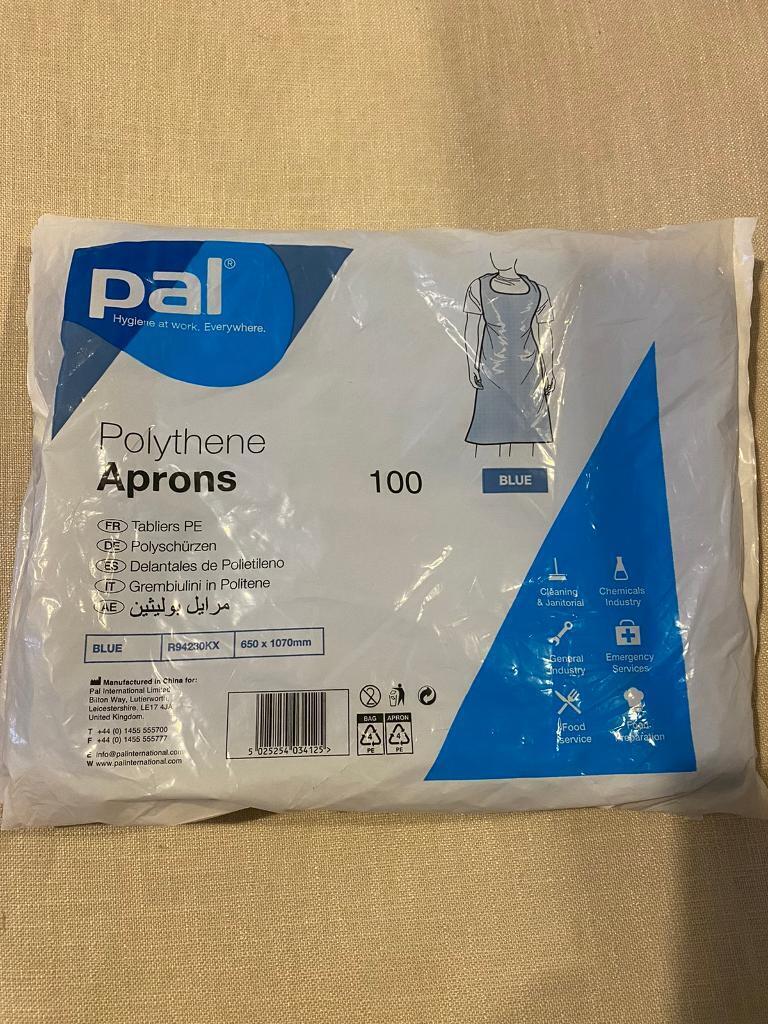 pal®
Hygiene at work. Everywhere.
Polythene
Aprons
100
BLUE
FR Tabliers PE
DE Polyschürzen
ES Delantales de Polietileno
IT Grembiulini in Politene
AE مرايل بوليثين
BLUE R94230KX 650 x 1070mm
Manufactured in China for:
Pal International Limited
Bilton Way, Lutterworth,
Leicestershire, LE17 4JA
United Kingdom.
T +44 (0) 1455 555700
F +44 (0) 1455 555777
E info@palinternational.com
W www.palinternational.com
5 025254 034125 >
2
BAG APRON
4 4
PE PE
Cleaning
& Janitorial
Chemicals
Industry
General
Industry
Emergency
Services
Food
service
Food
Preparation